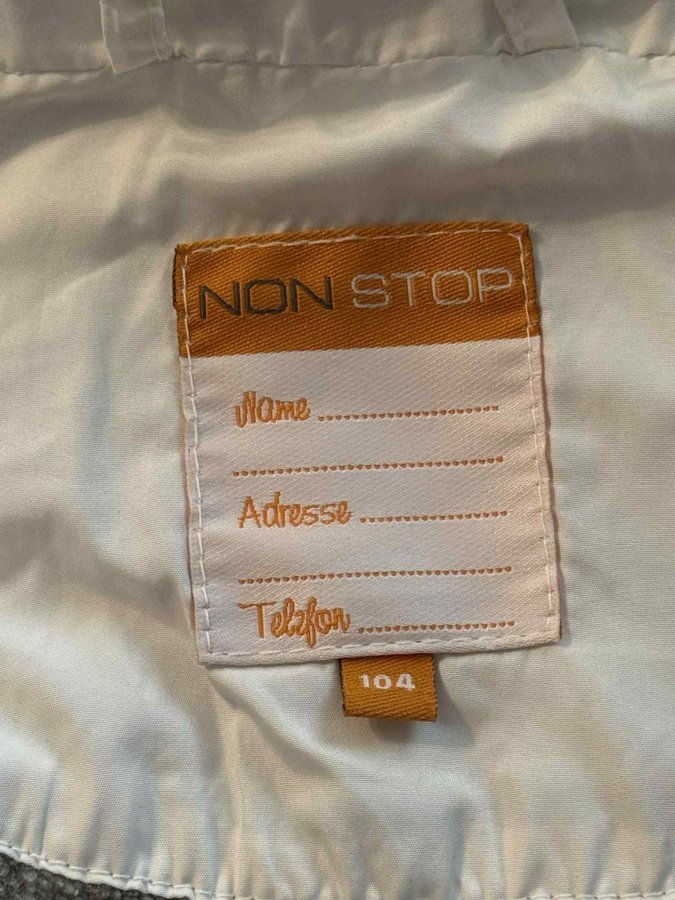 NON STOP
Name
Adresse
Telefon
104